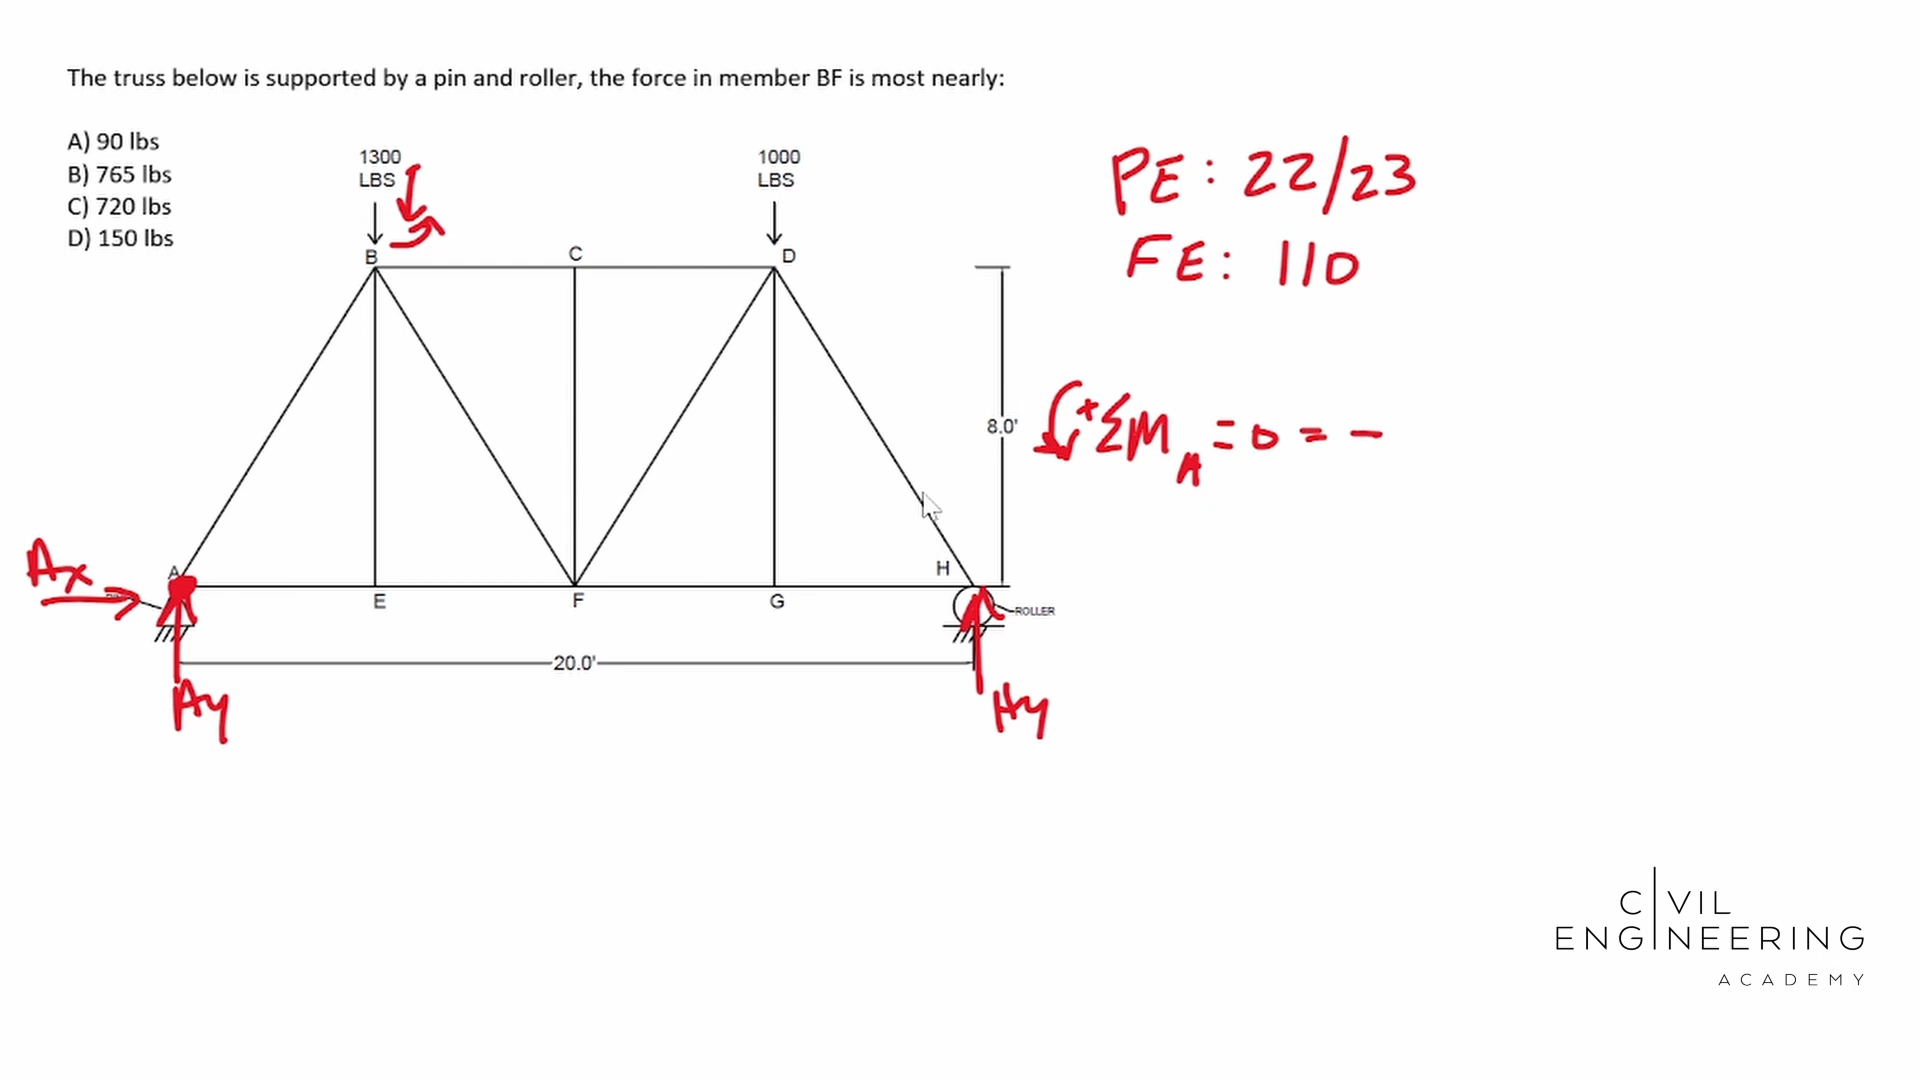 The truss below is supported by a pin and roller, the force in member BF is most nearly:
A) 90 lbs
B) 765 lbs
C) 720 lbs
D) 150 lbs
1300
LBS
1000
LBS
PE: 22/23
FE: 110
B
C
D
8.0'
+ΣM_A = 0 = -
Ax
A
H
E
F
G
ROLLER
20.0'
Ay
Hy
CIVIL
ENGINEERING
ACADEMY